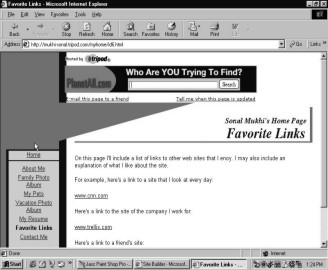 Favorite Links - Microsoft Internet Explorer
File Edit View Favorites Tools Help
Back Forward Stop Refresh Home Search Favorites History Mail Print Edit
Address http://mukhi-sonal.tripod.com/myhome/id6.html Go Links
hosted by tripod
PlanetAll.com
Who Are YOU Trying To Find?
Search
E-mail this page to a friend Tell me when this page is updated
Sonal Mukhi's Home Page
Favorite Links
Home
About Me
Family Photo
Album
My Pets
Vacation Photo
Album
My Resume
Favorite Links
Contact Me
On this page I'll include a list of links to other web sites that I enoy. I may also include an
explanation of what I like about them.
For example, here's a link to a site that I look at every day:
www.cnn.com
Here's a link to the site of the company I work for:
www.trellix.com
Here's a link to a friend's site:
Done Internet
Start Jasc Paint Shop Pro - Site Builder - Microsof... Favorite Links - ... 1:24 PM